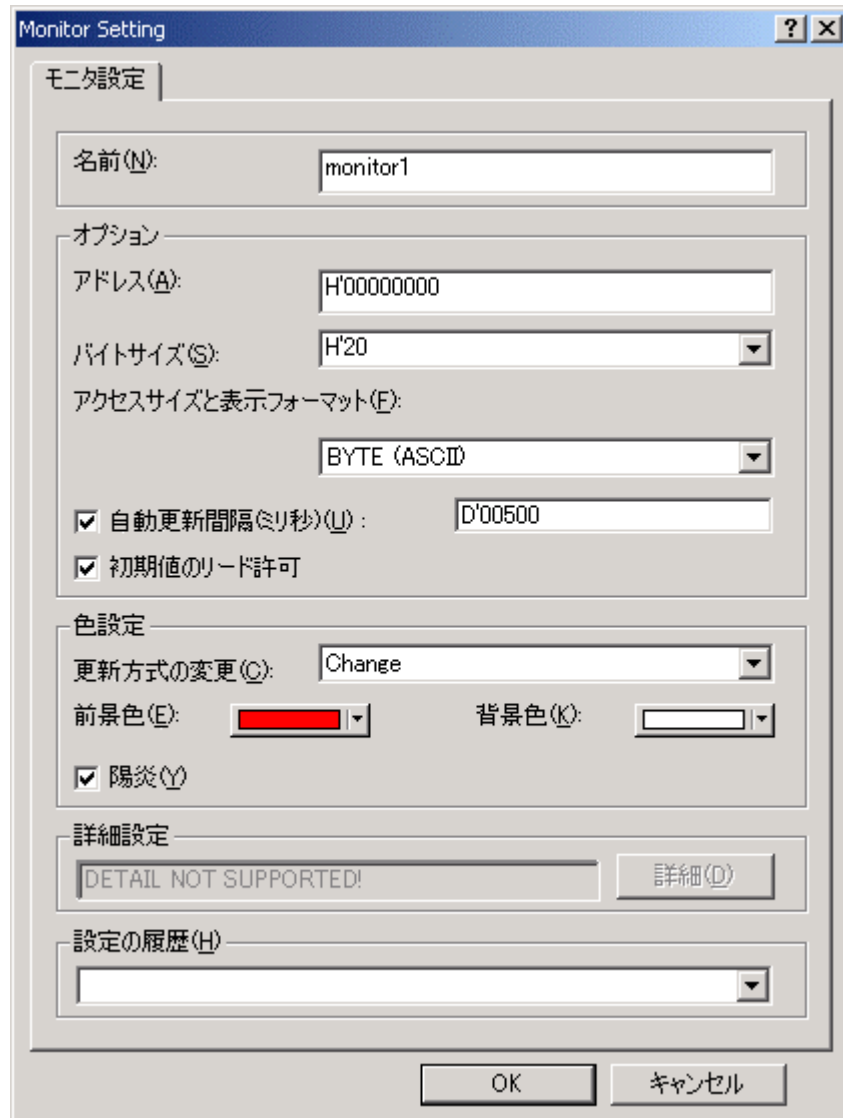 Monitor Setting
モニタ設定
名前(N):
monitor1
オプション
アドレス(A):
H'00000000
バイトサイズ(S):
H'20
アクセスサイズと表示フォーマット(F):
BYTE (ASCII)
自動更新間隔(ミリ秒)(U) :
D'00500
初期値のリード許可
色設定
更新方式の変更(C):
Change
前景色(E):
背景色(K):
陽炎(Y)
詳細設定
DETAIL NOT SUPPORTED!
詳細(D)
設定の履歴(H)
OK
キャンセル